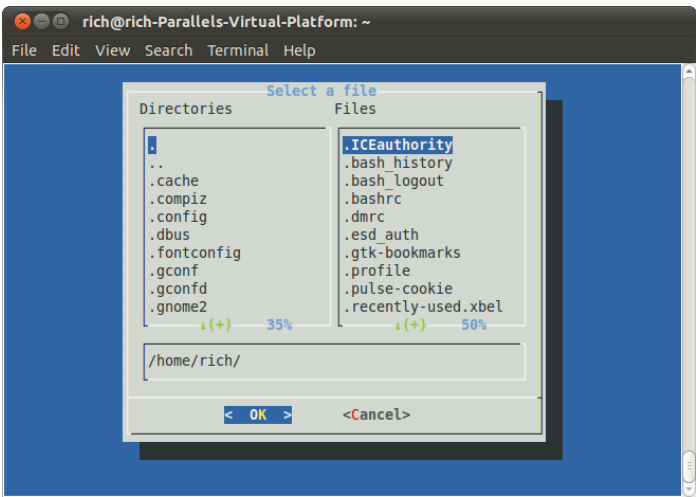 rich@rich-Parallels-Virtual-Platform: ~
File Edit View Search Terminal Help
Select a file
Directories Files
. .ICEauthority
.. .bash_history
.cache .bash_logout
.compiz .bashrc
.config .dmrc
.dbus .esd_auth
.fontconfig .gtk-bookmarks
.gconf .profile
.gconfd .pulse-cookie
.gnome2 .recently-used.xbel
↓(+) 35% ↓(+) 50%
/home/rich/
< OK > <Cancel>